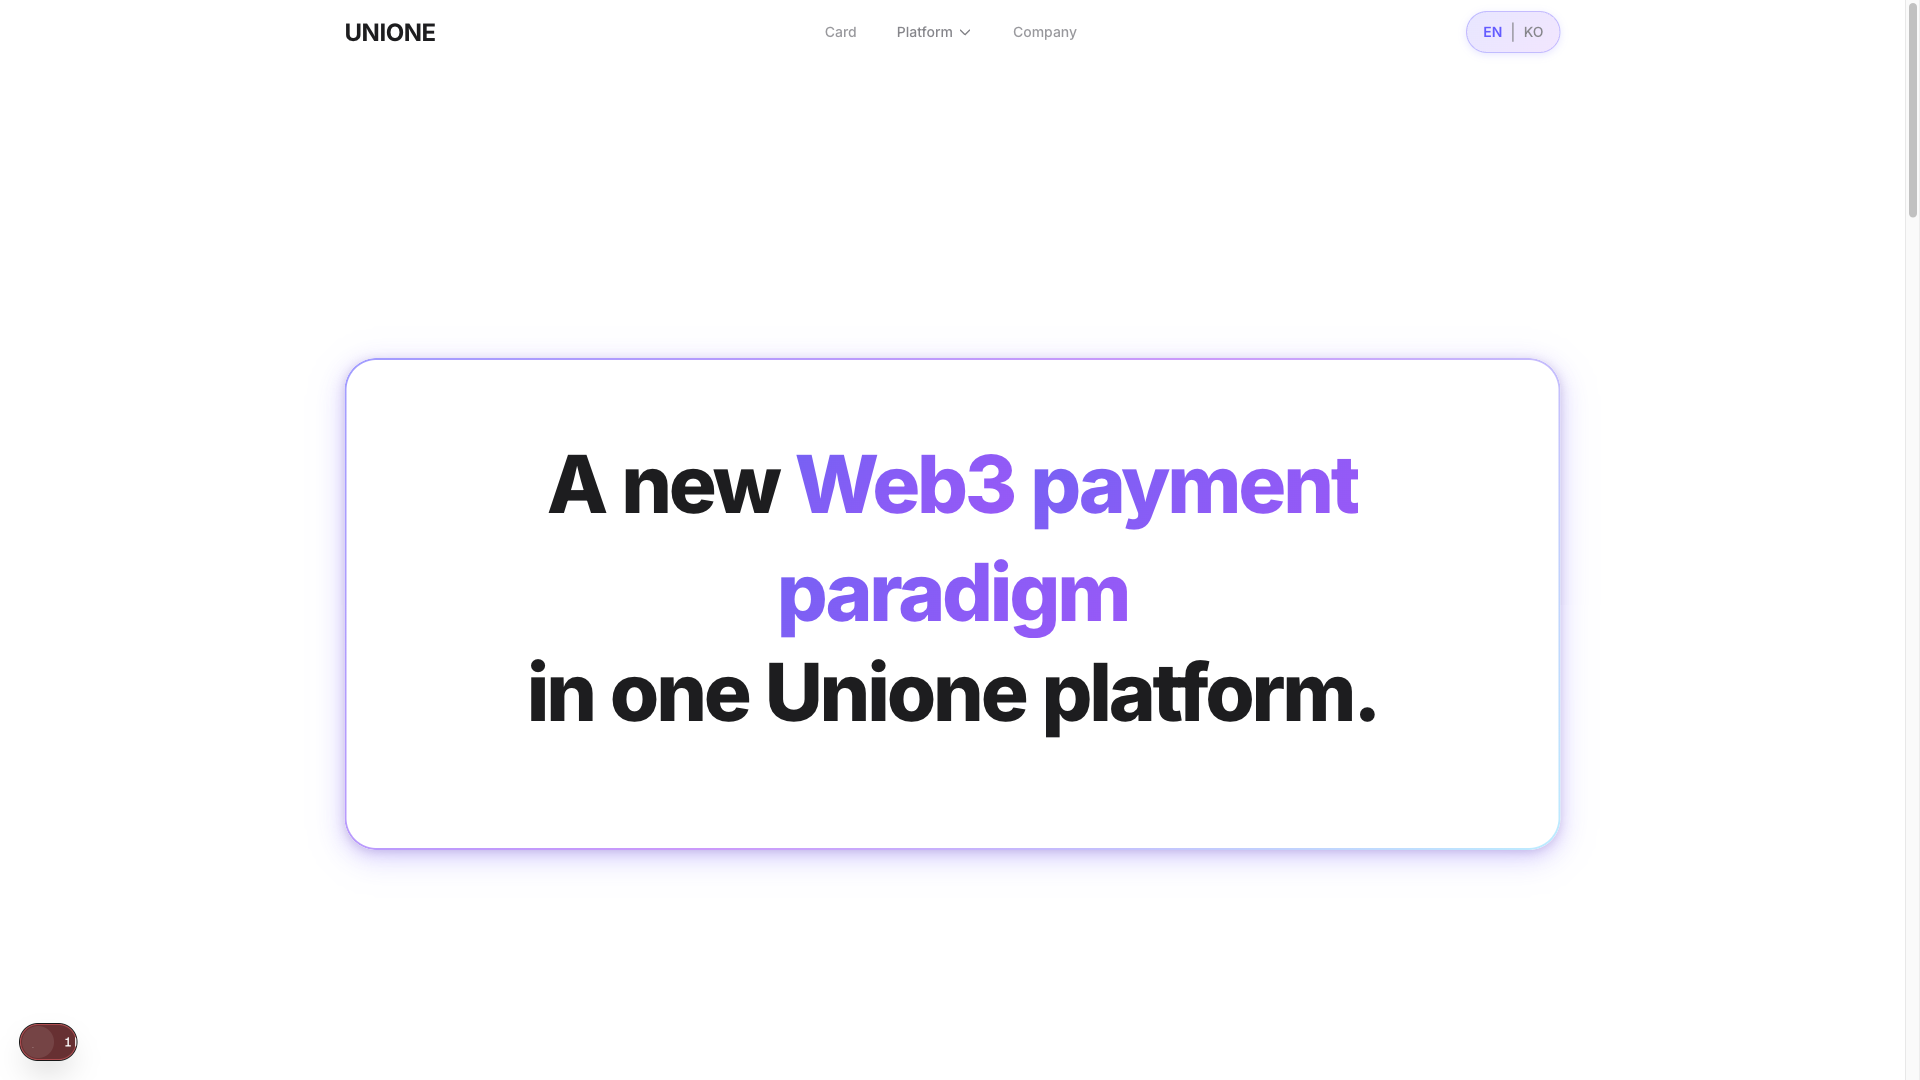 UNIONE
Card
Platform
Company
EN | KO
A new Web3 payment
paradigm
in one Unione platform.
1